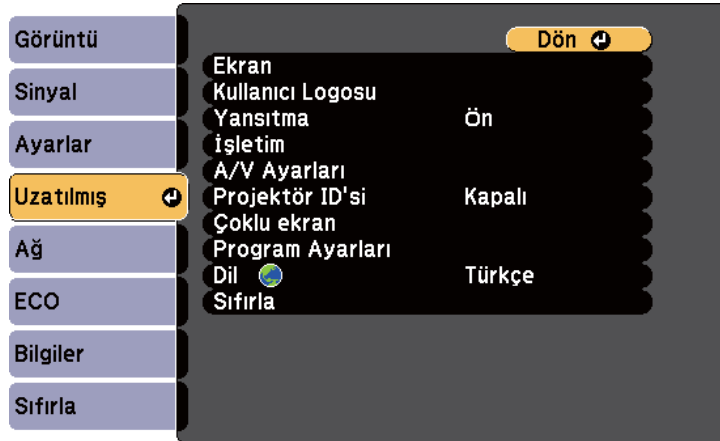 Görüntü
Sinyal
Ayarlar
Uzatılmış
Ağ
ECO
Bilgiler
Sıfırla
Dön
Ekran
Kullanıcı Logosu
Yansıtma Ön
İşletim
A/V Ayarları
Projektör ID'si Kapalı
Çoklu ekran
Program Ayarları
Dil Türkçe
Sıfırla